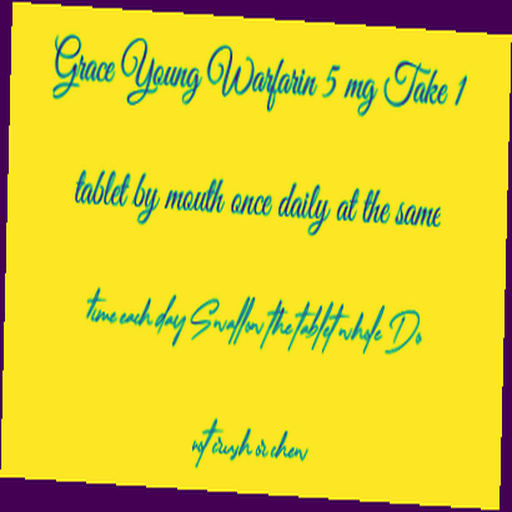 Grace Young Warfarin 5 mg Take 1
tablet by mouth once daily at the same
time each day Swallow the tablet whole Do
not crush or chew